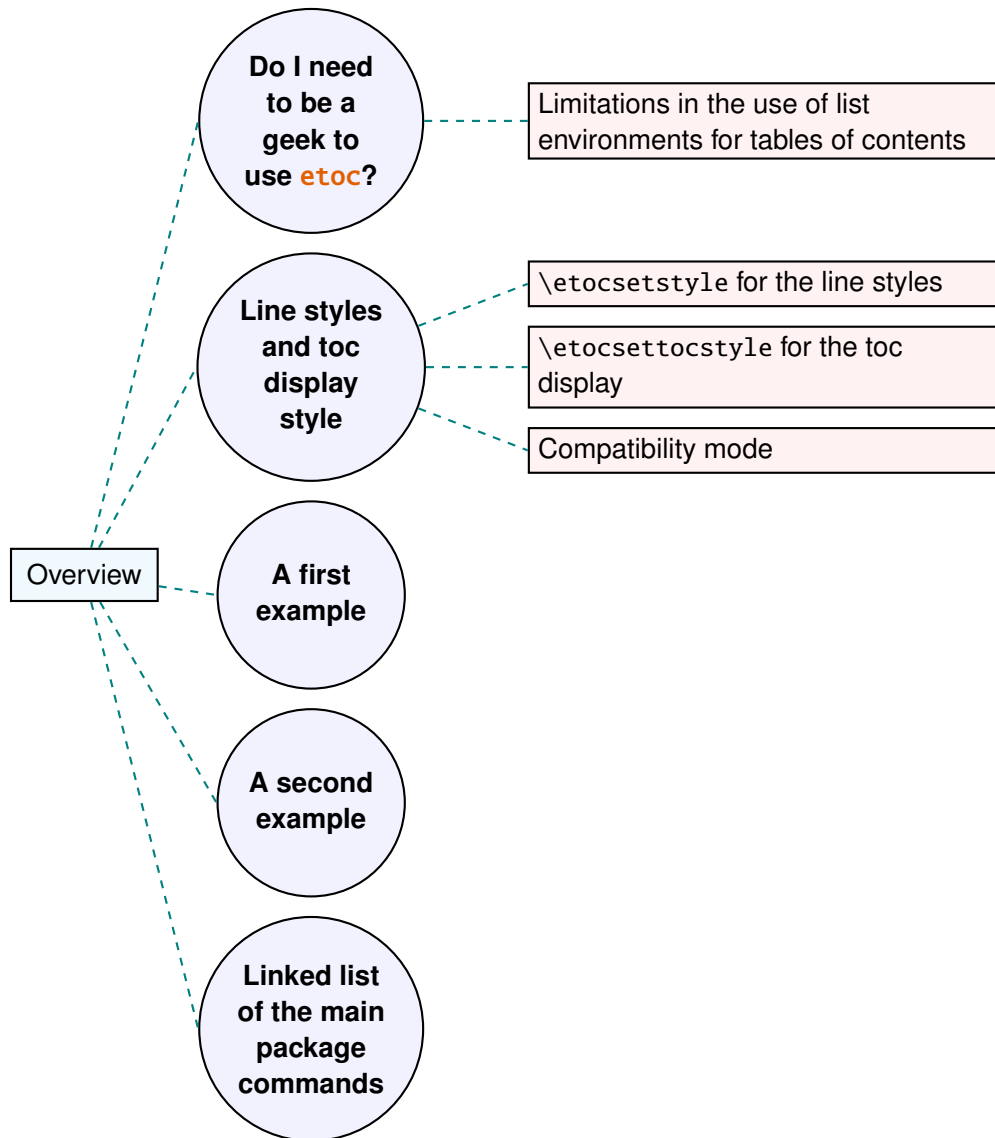 Overview
Do I need
to be a
geek to
use etoc?
Limitations in the use of list
environments for tables of contents
Line styles
and toc
display
style
\etocsetstyle for the line styles
\etocsettocstyle for the toc
display
Compatibility mode
A first
example
A second
example
Linked list
of the main
package
commands